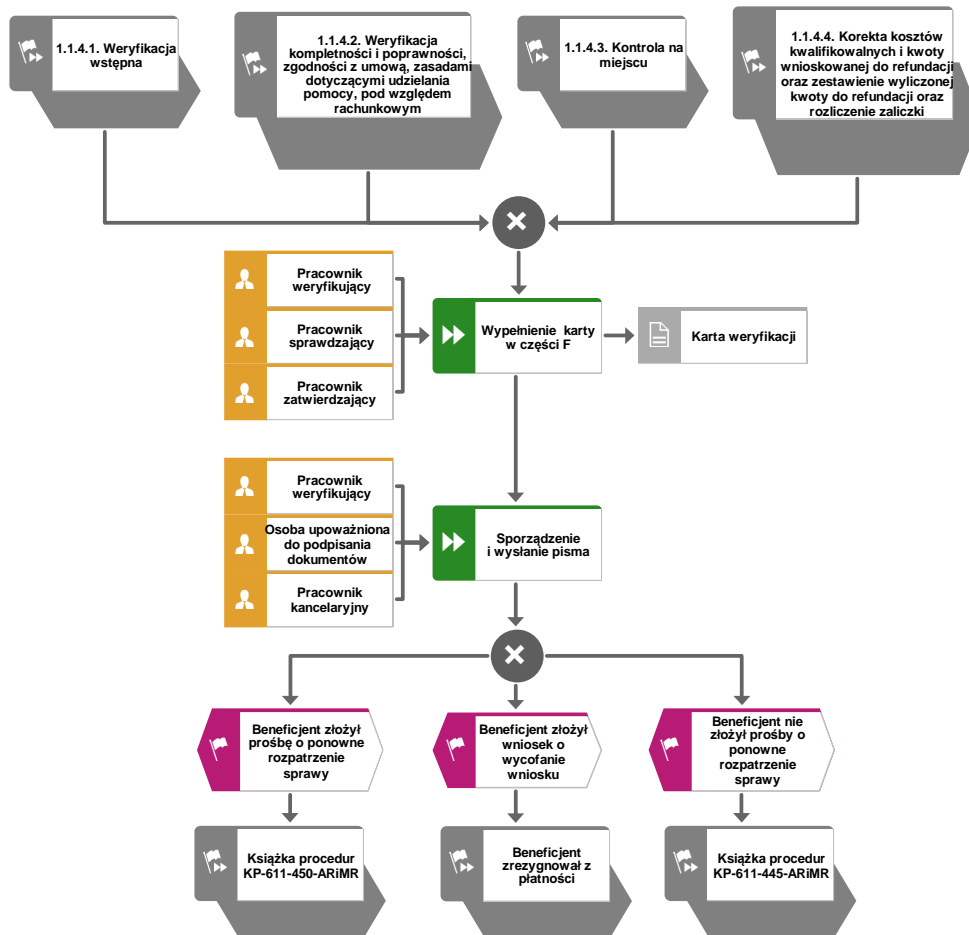 1.1.4.1. Weryfikacja
wstępna
1.1.4.2. Weryfikacja
kompletności i poprawności,
zgodności z umową, zasadami
dotyczącymi udzielania
pomocy, pod względem
rachunkowym
1.1.4.3. Kontrola na
miejscu
1.1.4.4. Korekta kosztów
kwalifikowalnych i kwoty
wnioskowanej do refundacji
oraz zestawienie wyliczonej
kwoty do refundacji oraz
rozliczenie zaliczki
Pracownik
weryfikujący
Pracownik
sprawdzający
Pracownik
zatwierdzający
Wypełnienie karty
w części F
Karta weryfikacji
Pracownik
weryfikujący
Osoba upoważniona
do podpisania
dokumentów
Pracownik
kancelaryjny
Sporządzenie
i wysłanie pisma
Beneficjent złożył
prośbę o ponowne
rozpatrzenie
sprawy
Beneficjent złożył
wniosek o
wycofanie
wniosku
Beneficjent nie
złożył prośby o
ponowne
rozpatrzenie
sprawy
Książka procedur
KP-611-450-ARiMR
Beneficjent
zrezygnował z
płatności
Książka procedur
KP-611-445-ARiMR